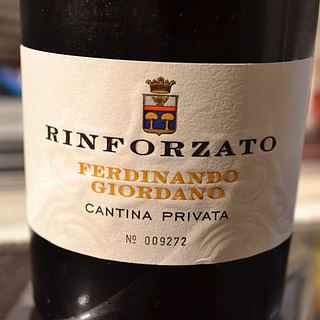 RINFORZATO
FERDINANDO
GIORDANO
CANTINA PRIVATA
Nº 009272